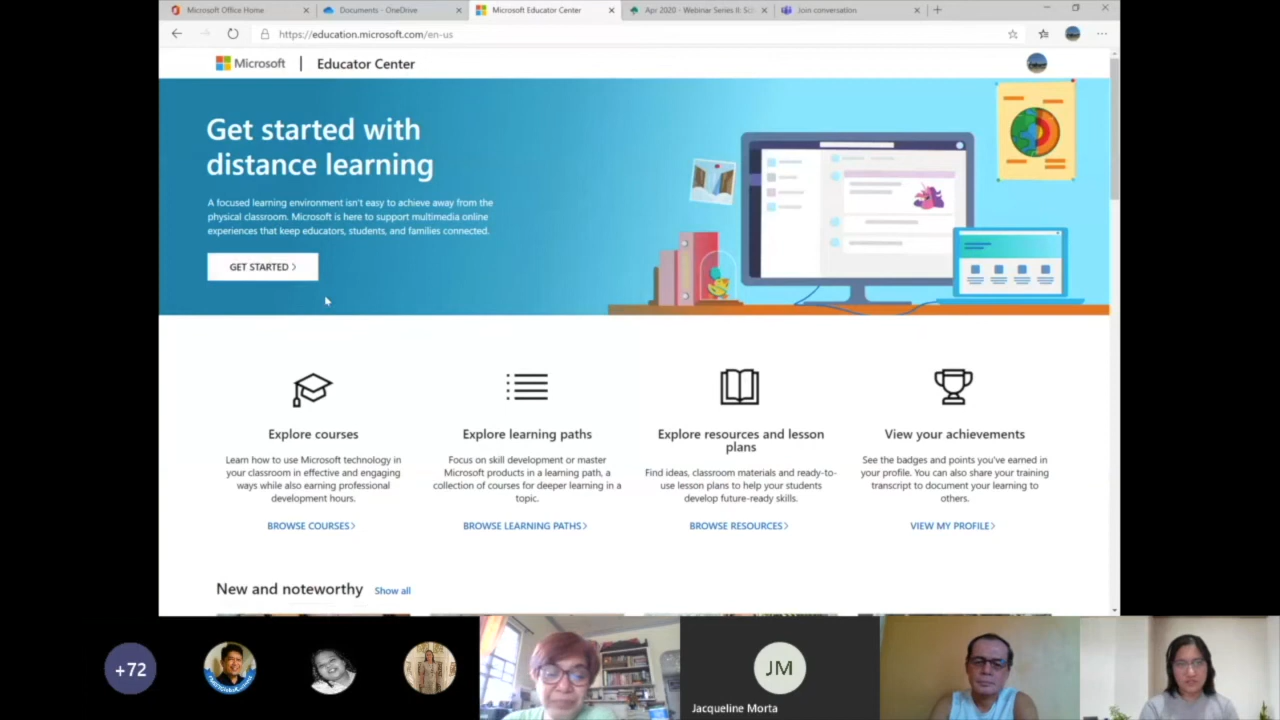 Microsoft Office Home
Documents - OneDrive
Microsoft Educator Center
Apr 2020 - Webinar Series II: Sci
Join conversation
https://education.microsoft.com/en-us
Microsoft | Educator Center
Get started with
distance learning
A focused learning environment isn't easy to achieve away from the
physical classroom. Microsoft is here to support multimedia online
experiences that keep educators, students, and families connected.
GET STARTED >
Explore courses
Learn how to use Microsoft technology in
your classroom in effective and engaging
ways while also earning professional
development hours.
BROWSE COURSES>
Explore learning paths
Focus on skill development or master
Microsoft products in a learning path, a
collection of courses for deeper learning in a
topic.
BROWSE LEARNING PATHS>
Explore resources and lesson
plans
Find ideas, classroom materials and ready-to-
use lesson plans to help your students
develop future-ready skills.
BROWSE RESOURCES>
View your achievements
See the badges and points you've earned in
your profile. You can also share your training
transcript to document your learning to
others.
VIEW MY PROFILE>
New and noteworthy Show all
+72
JM
Jacqueline Morta